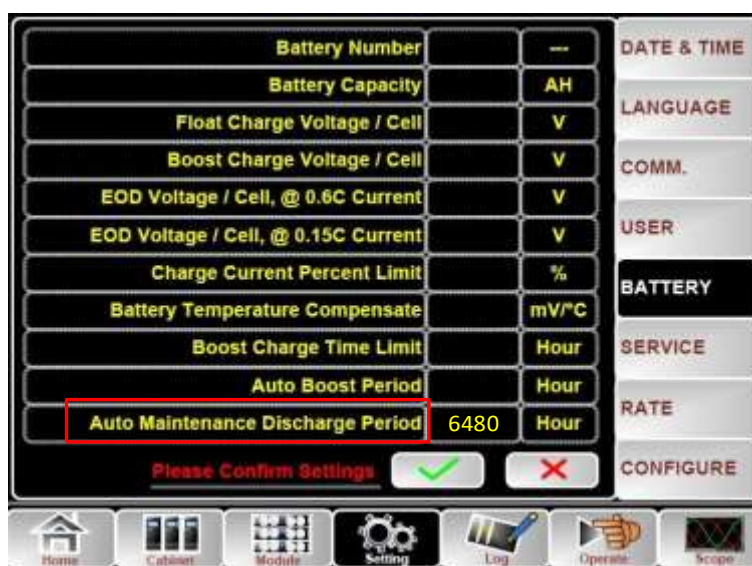 Battery Number ---
Battery Capacity AH
Float Charge Voltage / Cell V
Boost Charge Voltage / Cell V
EOD Voltage / Cell, @ 0.6C Current V
EOD Voltage / Cell, @ 0.15C Current V
Charge Current Percent Limit %
Battery Temperature Compensate mV/°C
Boost Charge Time Limit Hour
Auto Boost Period Hour
Auto Maintenance Discharge Period 6480 Hour
Please Confirm Settings
DATE & TIME
LANGUAGE
COMM.
USER
BATTERY
SERVICE
RATE
CONFIGURE
Home
Cabinet
Module
Setting
Log
Operate
Scope